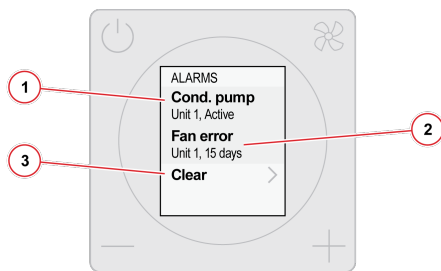 ALARMS
1
Cond. pump
Unit 1, Active
Fan error
2
Unit 1, 15 days
3
Clear